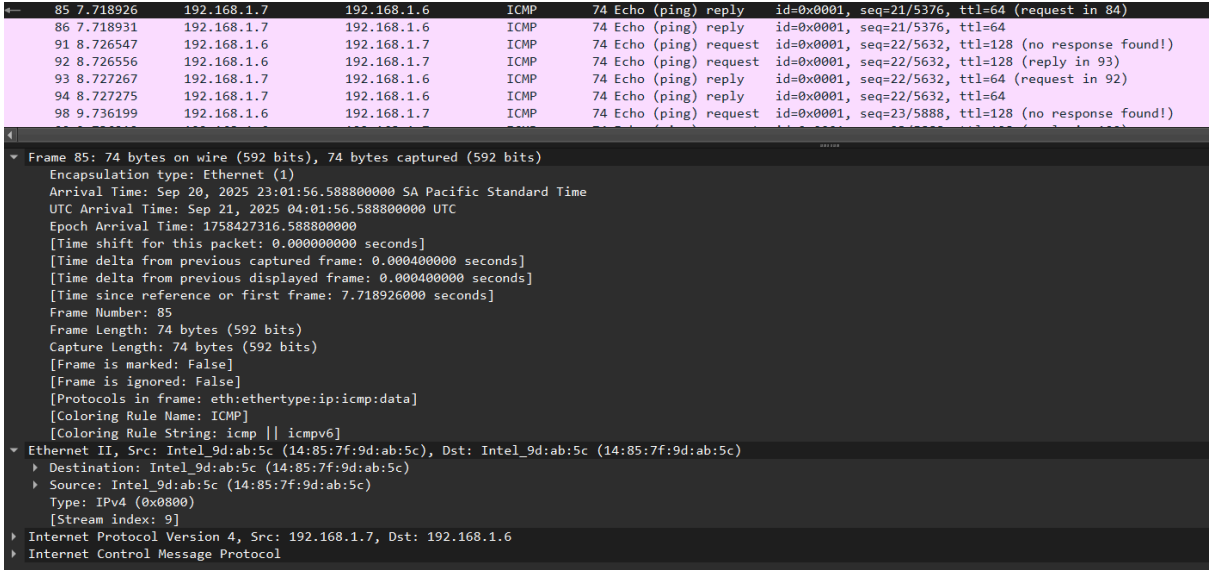 85 7.718926 192.168.1.7 192.168.1.6 ICMP 74 Echo (ping) reply id=0x0001, seq=21/5376, ttl=64 (request in 84)
86 7.718931 192.168.1.7 192.168.1.6 ICMP 74 Echo (ping) reply id=0x0001, seq=21/5376, ttl=64
91 8.726547 192.168.1.6 192.168.1.7 ICMP 74 Echo (ping) request id=0x0001, seq=22/5632, ttl=128 (no response found!)
92 8.726556 192.168.1.6 192.168.1.7 ICMP 74 Echo (ping) request id=0x0001, seq=22/5632, ttl=128 (reply in 93)
93 8.727267 192.168.1.7 192.168.1.6 ICMP 74 Echo (ping) reply id=0x0001, seq=22/5632, ttl=64 (request in 92)
94 8.727275 192.168.1.7 192.168.1.6 ICMP 74 Echo (ping) reply id=0x0001, seq=22/5632, ttl=64
98 9.736199 192.168.1.6 192.168.1.7 ICMP 74 Echo (ping) request id=0x0001, seq=23/5888, ttl=128 (no response found!)
Frame 85: 74 bytes on wire (592 bits), 74 bytes captured (592 bits)
Encapsulation type: Ethernet (1)
Arrival Time: Sep 20, 2025 23:01:56.588800000 SA Pacific Standard Time
UTC Arrival Time: Sep 21, 2025 04:01:56.588800000 UTC
Epoch Arrival Time: 1758427316.588800000
[Time shift for this packet: 0.000000000 seconds]
[Time delta from previous captured frame: 0.000400000 seconds]
[Time delta from previous displayed frame: 0.000400000 seconds]
[Time since reference or first frame: 7.718926000 seconds]
Frame Number: 85
Frame Length: 74 bytes (592 bits)
Capture Length: 74 bytes (592 bits)
[Frame is marked: False]
[Frame is ignored: False]
[Protocols in frame: eth:ethertype:ip:icmp:data]
[Coloring Rule Name: ICMP]
[Coloring Rule String: icmp || icmpv6]
Ethernet II, Src: Intel_9d:ab:5c (14:85:7f:9d:ab:5c), Dst: Intel_9d:ab:5c (14:85:7f:9d:ab:5c)
Destination: Intel_9d:ab:5c (14:85:7f:9d:ab:5c)
Source: Intel_9d:ab:5c (14:85:7f:9d:ab:5c)
Type: IPv4 (0x0800)
[Stream index: 9]
Internet Protocol Version 4, Src: 192.168.1.7, Dst: 192.168.1.6
Internet Control Message Protocol